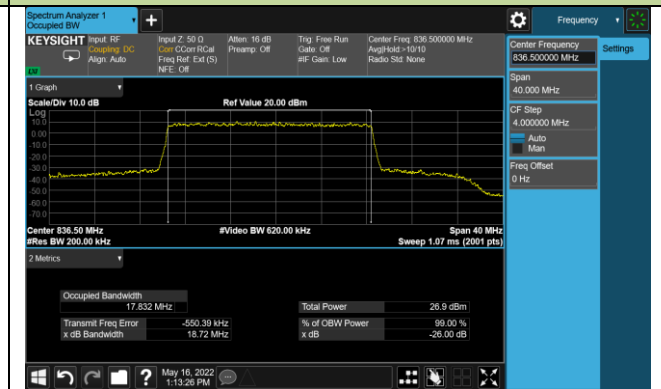 Spectrum Analyzer 1
Occupied BW
Frequency
KEYSIGHT
Input: RF
Coupling: DC
Align: Auto
Input Z: 50 Ω
Corr CCorr RCal
Freq Ref: Ext (S)
NFE: Off
Atten: 16 dB
Preamp: Off
Trig: Free Run
Gate: Off
#IF Gain: Low
Center Freq: 836.500000 MHz
Avg|Hold:>10/10
Radio Std: None
LW
Center Frequency
836.500000 MHz
Settings
Span
40.000 MHz
CF Step
4.000000 MHz
Auto
Man
Freq Offset
0 Hz
1 Graph
Scale/Div 10.0 dB
Ref Value 20.00 dBm
Log
10.0
0.00
-10.0
-20.0
-30.0
-40.0
-50.0
-60.0
-70.0
Center 836.50 MHz
#Video BW 620.00 kHz
Span 40 MHz
#Res BW 200.00 kHz
Sweep 1.07 ms (2001 pts)
2 Metrics
Occupied Bandwidth
17.832 MHz
Total Power
26.9 dBm
Transmit Freq Error
-550.39 kHz
% of OBW Power
99.00 %
x dB Bandwidth
18.72 MHz
x dB
-26.00 dB
?
May 16, 2022
1:13:26 PM